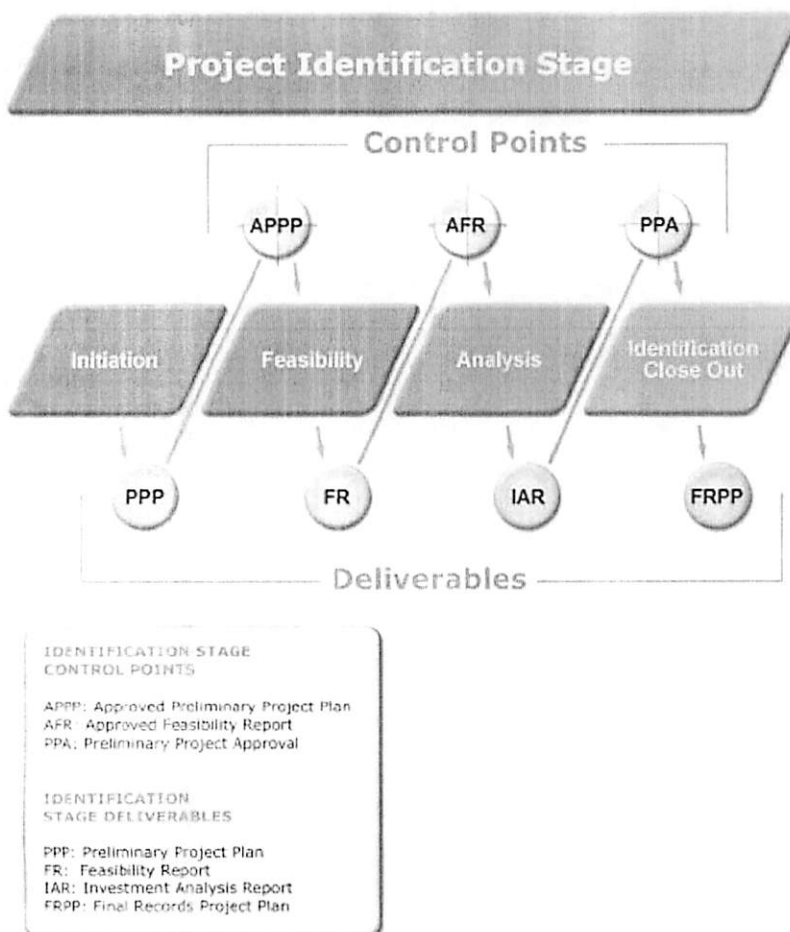 Project Identification Stage
Control Points
APPP AFR PPA
Initiation Feasibility Analysis Identification
Close Out
PPP FR IAR FRPP
Deliverables
IDENTIFICATION STAGE
CONTROL POINTS
APPP: Approved Preliminary Project Plan
AFR: Approved Feasibility Report
PPA: Preliminary Project Approval
IDENTIFICATION
STAGE DELIVERABLES
PPP: Preliminary Project Plan
FR: Feasibility Report
IAR: Investment Analysis Report
FRPP: Final Records Project Plan